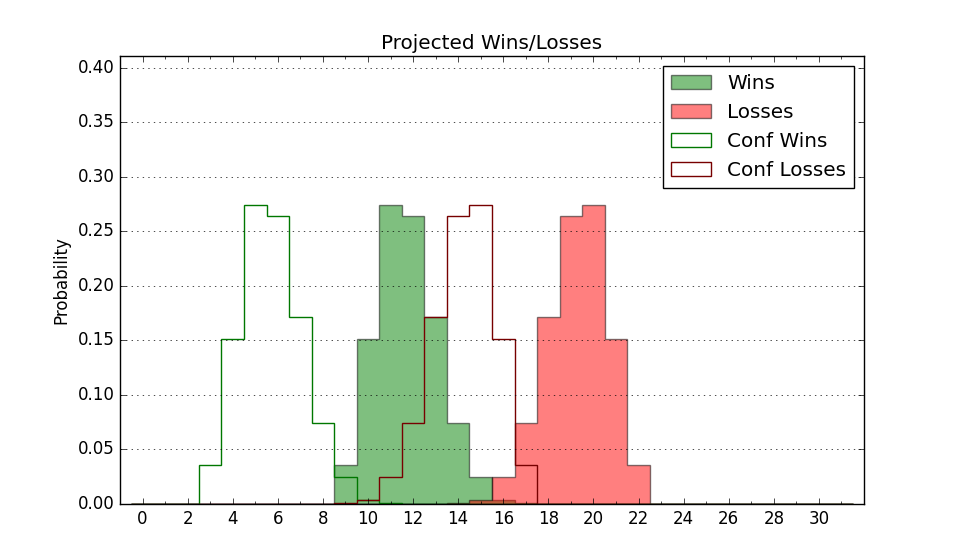 Projected Wins/Losses
Wins
Losses
Conf Wins
Conf Losses
Probability
0.40
0.35
0.30
0.25
0.20
0.15
0.10
0.05
0.00
0 2 4 6 8 10 12 14 16 18 20 22 24 26 28 30